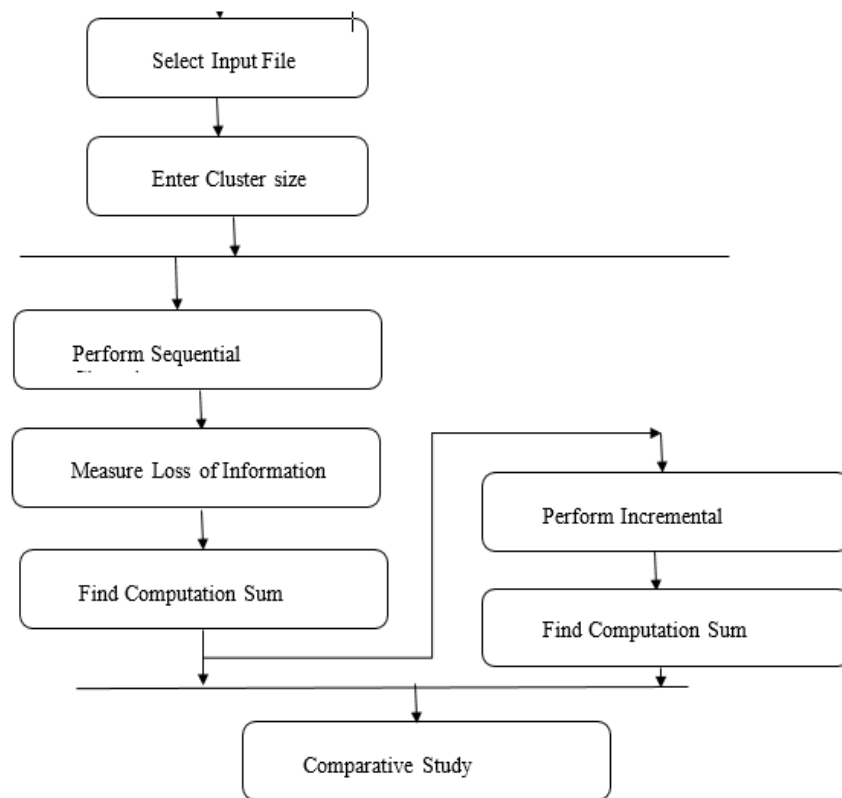 Select Input File
Enter Cluster size
Perform Sequential
Measure Loss of Information
Find Computation Sum
Perform Incremental
Find Computation Sum
Comparative Study